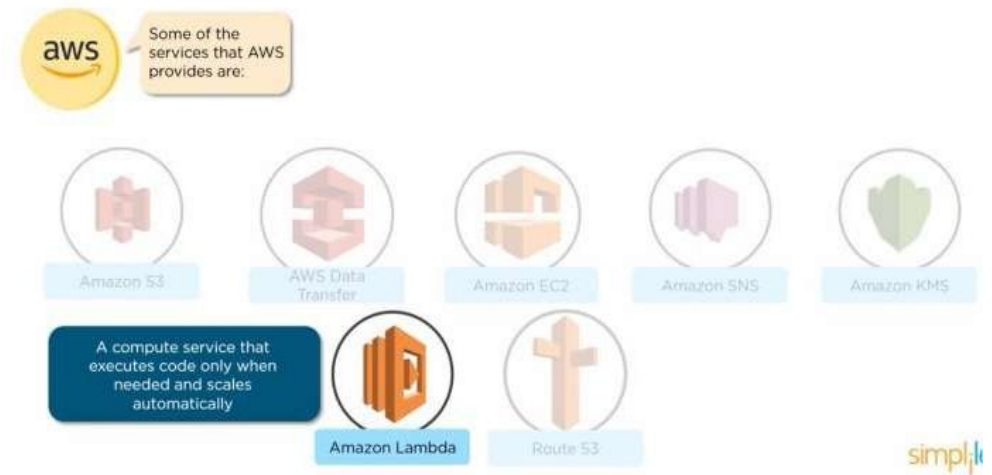 aws
Some of the
services that AWS
provides are:
Amazon S3
AWS Data
Transfer
Amazon EC2
Amazon SNS
Amazon KMS
A compute service that
executes code only when
needed and scales
automatically
Amazon Lambda
Route 53
simplile